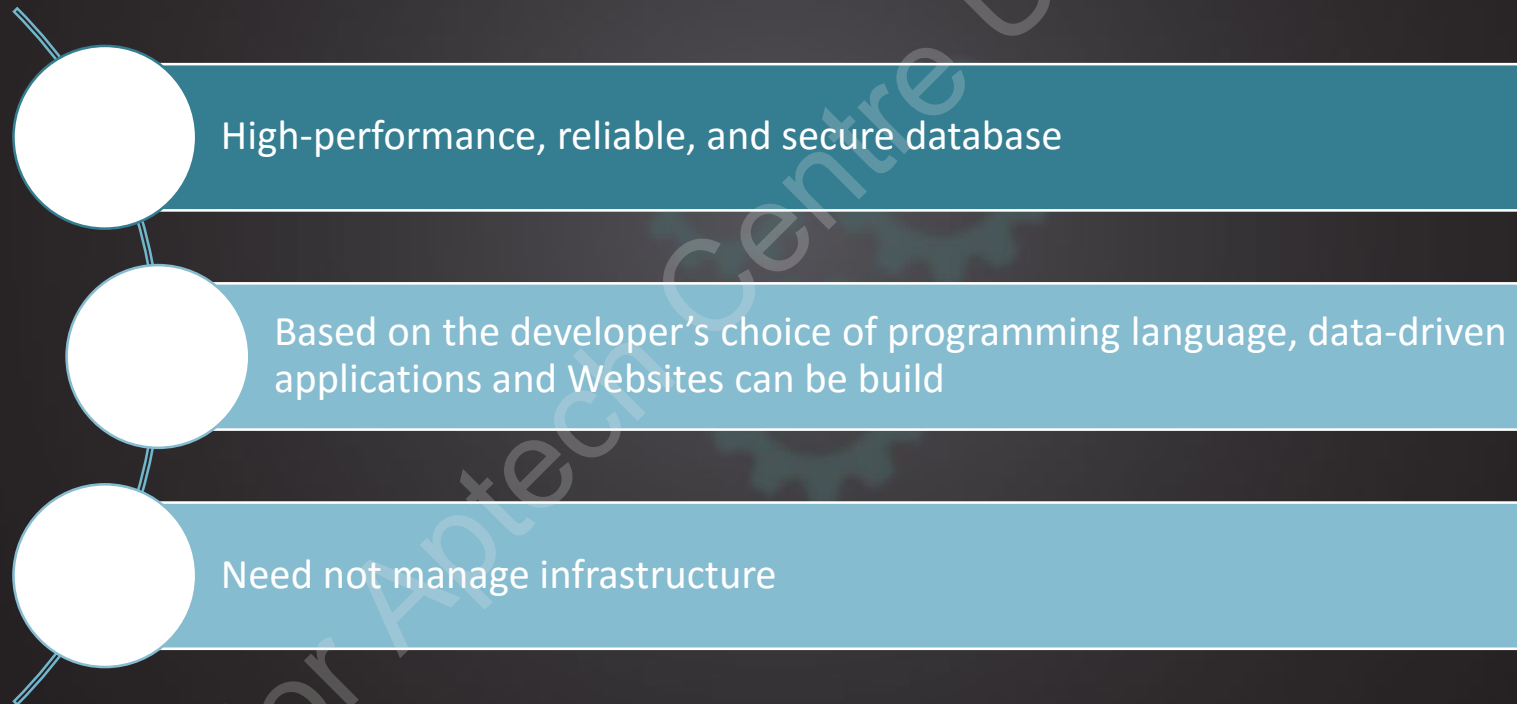 High-performance, reliable, and secure database
Based on the developer’s choice of programming language, data-driven
applications and Websites can be build
Need not manage infrastructure
or Aptech Centre U